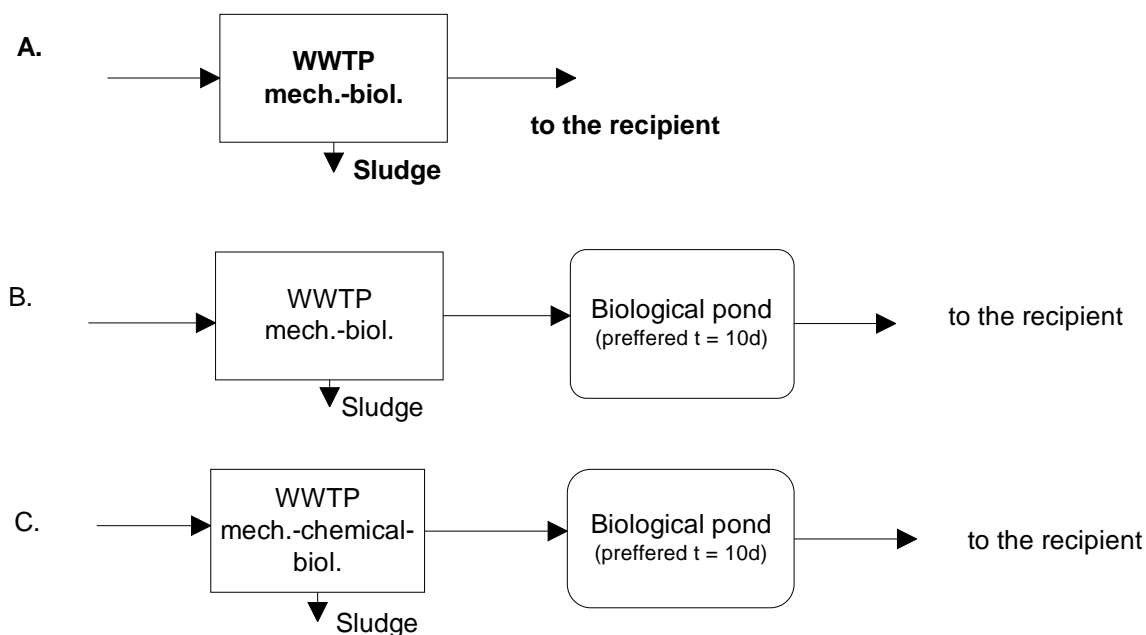 A.
WWTP
mech.-biol.
to the recipient
Sludge
B.
WWTP
mech.-biol.
Biological pond
(preffered t = 10d)
to the recipient
Sludge
C.
WWTP
mech.-chemical-
biol.
Biological pond
(preffered t = 10d)
to the recipient
Sludge